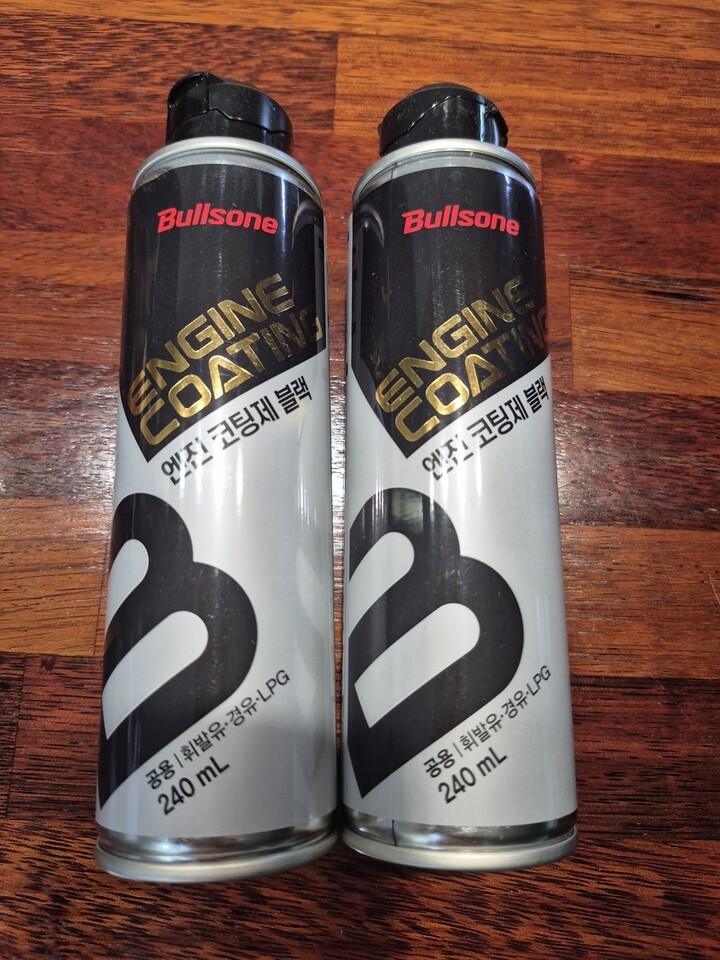 Bullsone
ENGINE
COATING
엔진 코팅제 블랙
공용 | 휘발유·경유·LPG
240 mL
Bullsone
ENGINE
COATING
엔진 코팅제 블랙
공용 | 휘발유·경유·LPG
240 mL